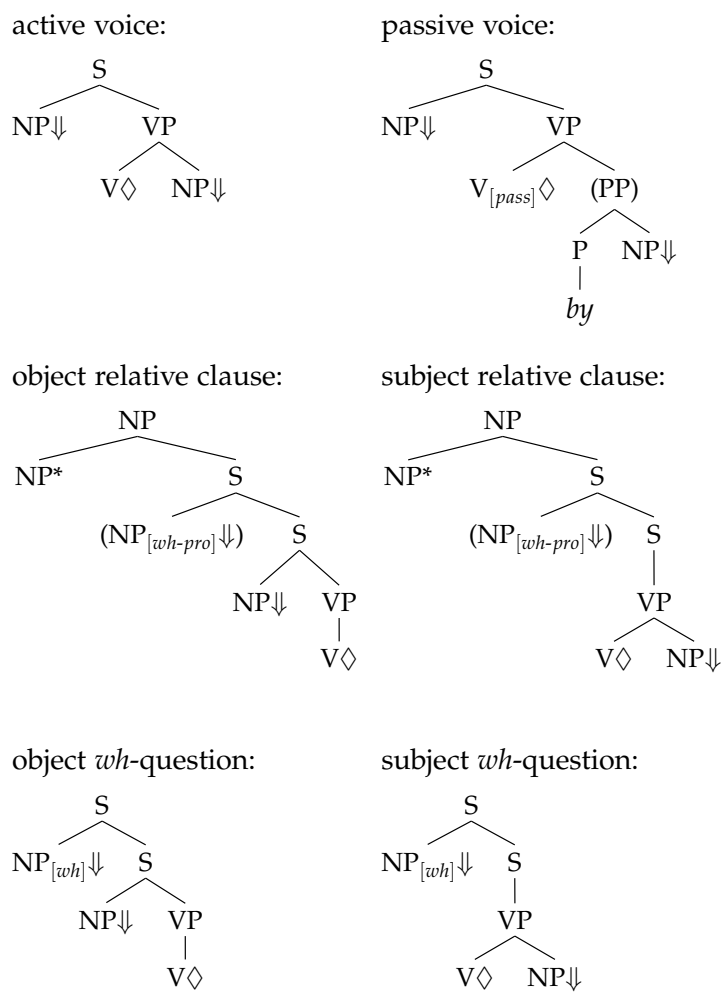 active voice: passive voice:
S S
NP⇓ VP NP⇓ VP
V◊ NP⇓ V[pass]◊ (PP)
P NP⇓
by
object relative clause: subject relative clause:
NP NP
NP* S NP* S
(NP[wh-pro]⇓) S (NP[wh-pro]⇓) S
NP⇓ VP VP
V◊ V◊ NP⇓
object wh-question: subject wh-question:
S S
NP[wh]⇓ S NP[wh]⇓ S
NP⇓ VP VP
V◊ V◊ NP⇓